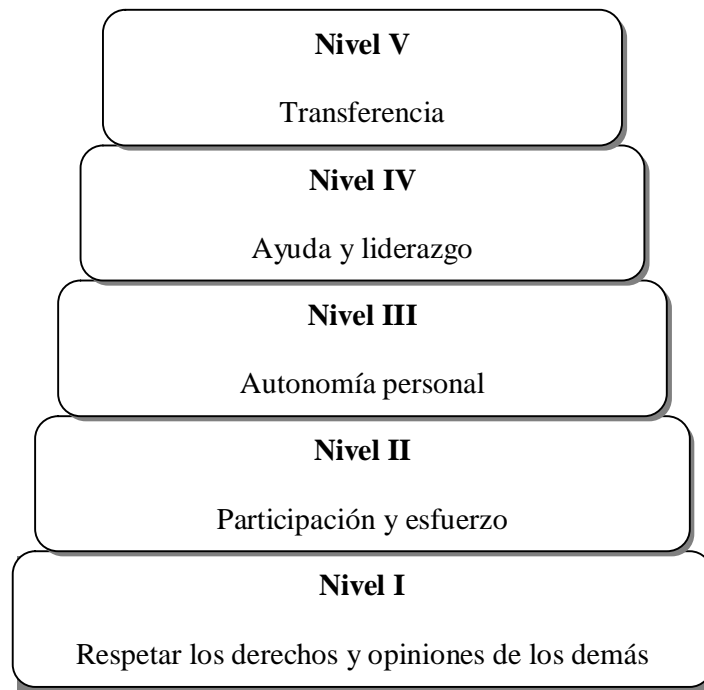 Nivel V
Transferencia
Nivel IV
Ayuda y liderazgo
Nivel III
Autonomía personal
Nivel II
Participación y esfuerzo
Nivel I
Respetar los derechos y opiniones de los demás